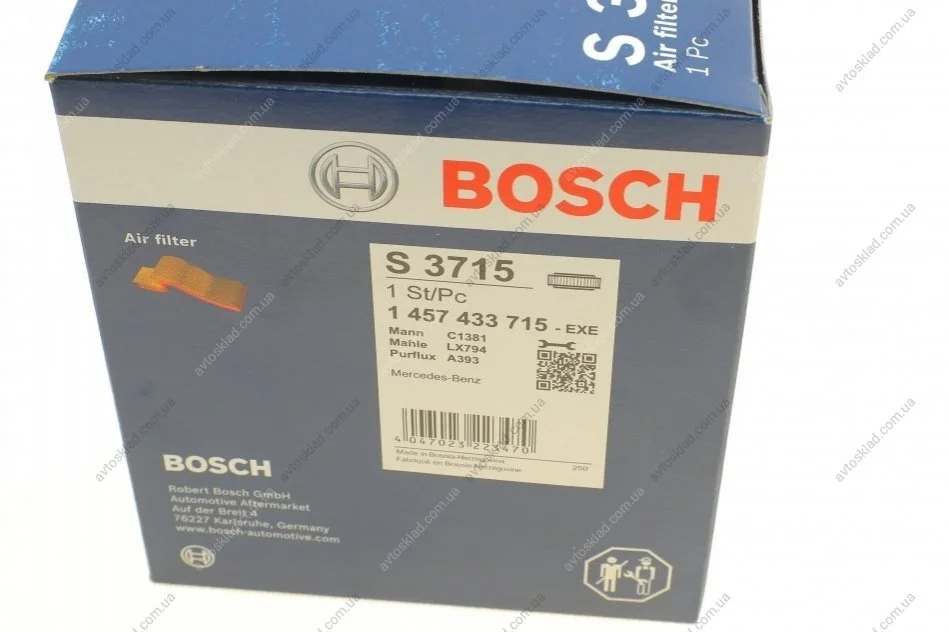 S 3
Air filter
1 Pc
BOSCH
Air filter
S 3715
1 St/Pc
1 457 433 715 - EXE
Mann C1381
Mahle LX794
Purflux A393
Mercedes-Benz
4 047023 223470
Made in Bosnia-Herzegovina
Fabriqué en Bosnie-Herzégovine
250
BOSCH
Robert Bosch GmbH
Automotive Aftermarket
Auf der Breit 4
76227 Karlsruhe, Germany
www.bosch-automotive.com
avtosklad.com.ua